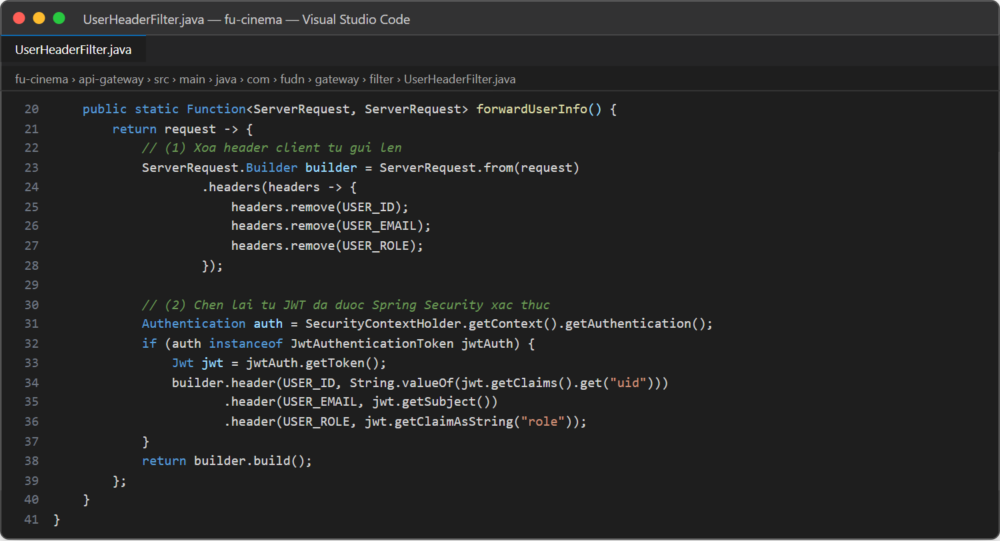 UserHeaderFilter.java — fu-cinema — Visual Studio Code
UserHeaderFilter.java
fu-cinema › api-gateway › src › main › java › com › fudn › gateway › filter › UserHeaderFilter.java
20    public static Function<ServerRequest, ServerRequest> forwardUserInfo() {
21        return request -> {
22            // (1) Xoa header client tu gui len
23            ServerRequest.Builder builder = ServerRequest.from(request)
24                    .headers(headers -> {
25                        headers.remove(USER_ID);
26                        headers.remove(USER_EMAIL);
27                        headers.remove(USER_ROLE);
28                    });
29
30            // (2) Chen lai tu JWT da duoc Spring Security xac thuc
31            Authentication auth = SecurityContextHolder.getContext().getAuthentication();
32            if (auth instanceof JwtAuthenticationToken jwtAuth) {
33                Jwt jwt = jwtAuth.getToken();
34                builder.header(USER_ID, String.valueOf(jwt.getClaims().get("uid")))
35                       .header(USER_EMAIL, jwt.getSubject())
36                       .header(USER_ROLE, jwt.getClaimAsString("role"));
37            }
38            return builder.build();
39        };
40    }
41 }